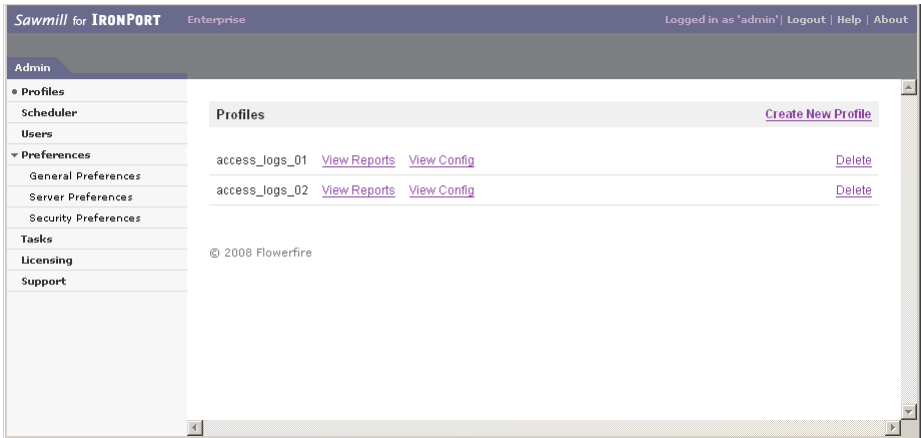 Sawmill for IRONPORT Enterprise Logged in as 'admin'| Logout | Help | About
Admin
Profiles
Scheduler
Users
Preferences
General Preferences
Server Preferences
Security Preferences
Tasks
Licensing
Support
Profiles Create New Profile
access_logs_01 View Reports View Config Delete
access_logs_02 View Reports View Config Delete
© 2008 Flowerfire